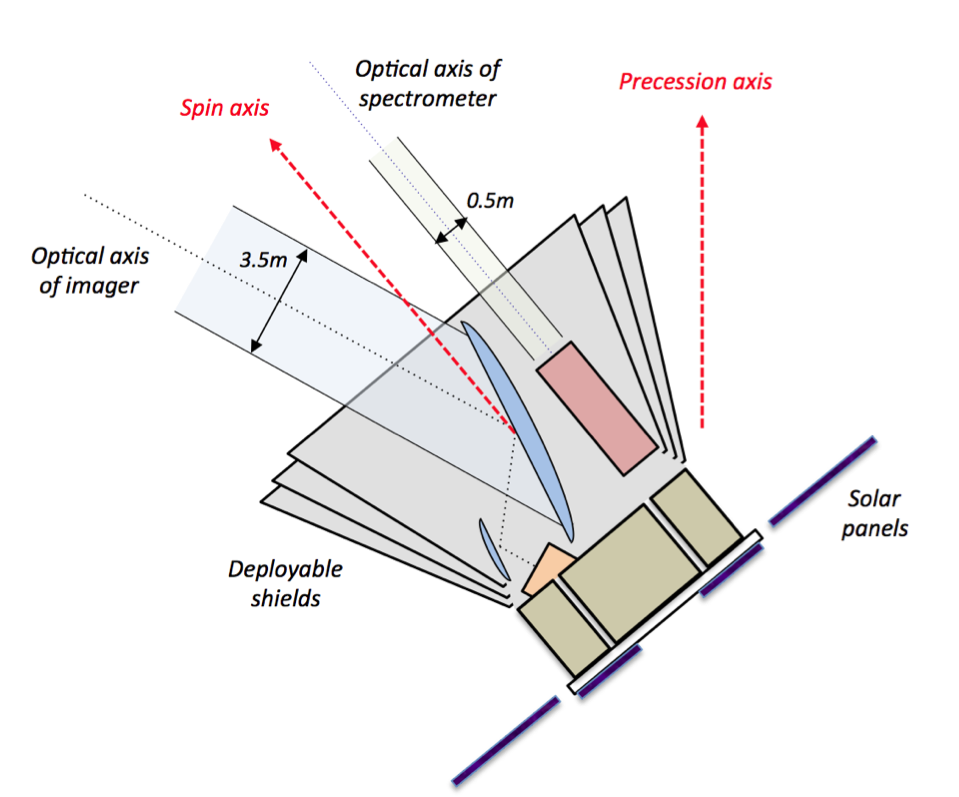 Optical axis of
spectrometer
Precession axis
Spin axis
0.5m
Optical axis
of imager
3.5m
Solar
panels
Deployable
shields